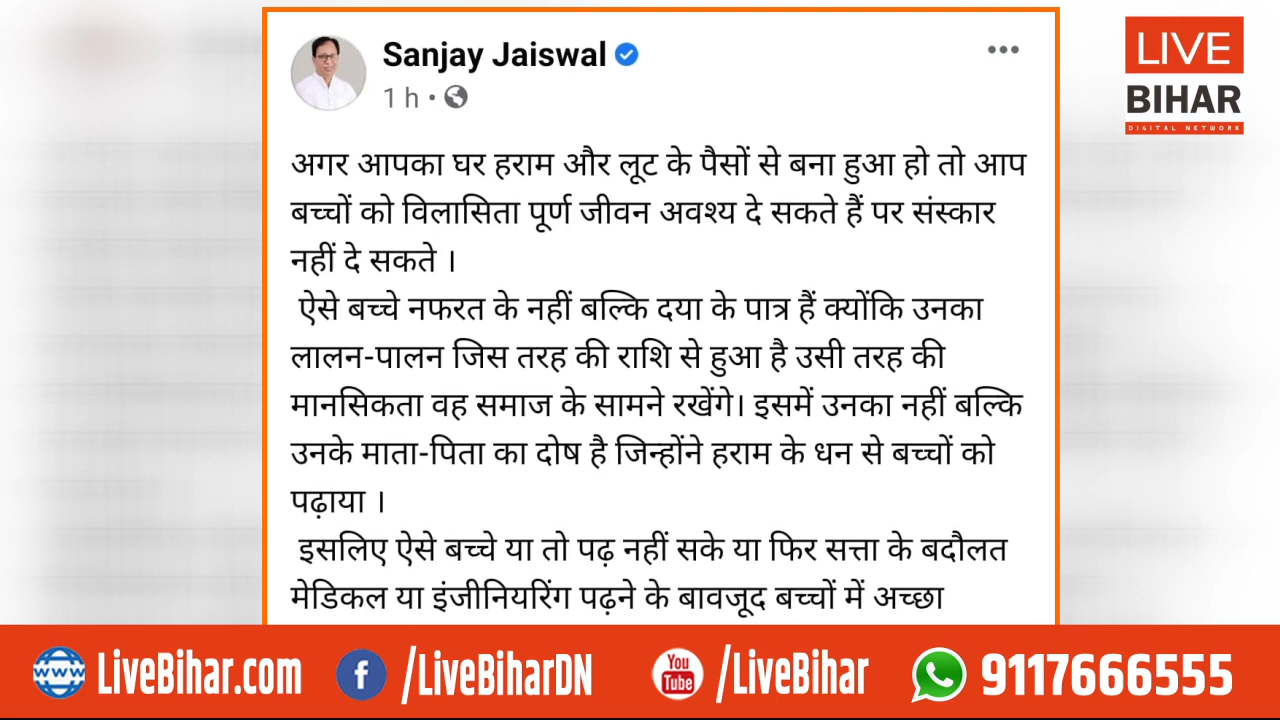 Sanjay Jaiswal
1 h
LIVE
BIHAR
DIGITAL NETWORK
अगर आपका घर हराम और लूट के पैसों से बना हुआ हो तो आप
बच्चों को विलासिता पूर्ण जीवन अवश्य दे सकते हैं पर संस्कार
नहीं दे सकते ।
ऐसे बच्चे नफरत के नहीं बल्कि दया के पात्र हैं क्योंकि उनका
लालन-पालन जिस तरह की राशि से हुआ है उसी तरह की
मानसिकता वह समाज के सामने रखेंगे। इसमें उनका नहीं बल्कि
उनके माता-पिता का दोष है जिन्होंने हराम के धन से बच्चों को
पढ़ाया ।
इसलिए ऐसे बच्चे या तो पढ़ नहीं सके या फिर सत्ता के बदौलत
मेडिकल या इंजीनियरिंग पढ़ने के बावजूद बच्चों में अच्छा
www LiveBihar.com
f /LiveBiharDN
You Tube /LiveBihar
9117666555